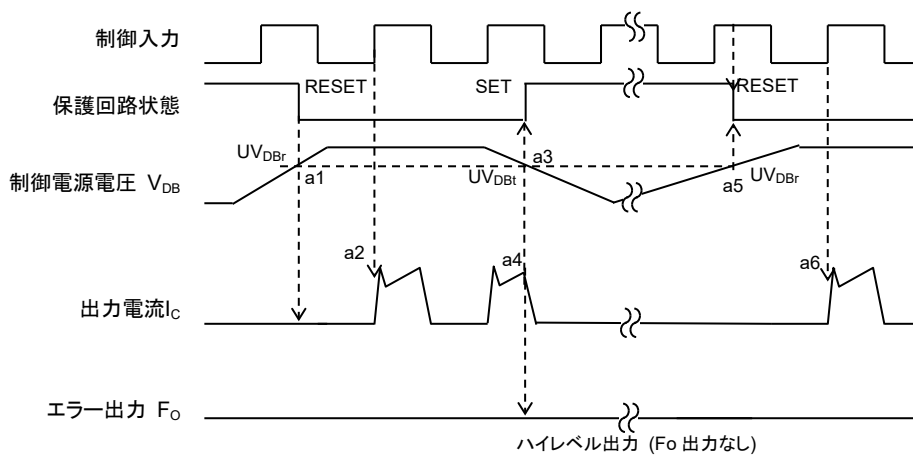 制御入力
RESET
SET
RESET
保護回路状態
UVDBr
a1
UVDBt
a3
a5
UVDBr
制御電源電圧 VDB
a2
a4
a6
出力電流IC
エラー出力 FO
ハイレベル出力 (Fo 出力なし)